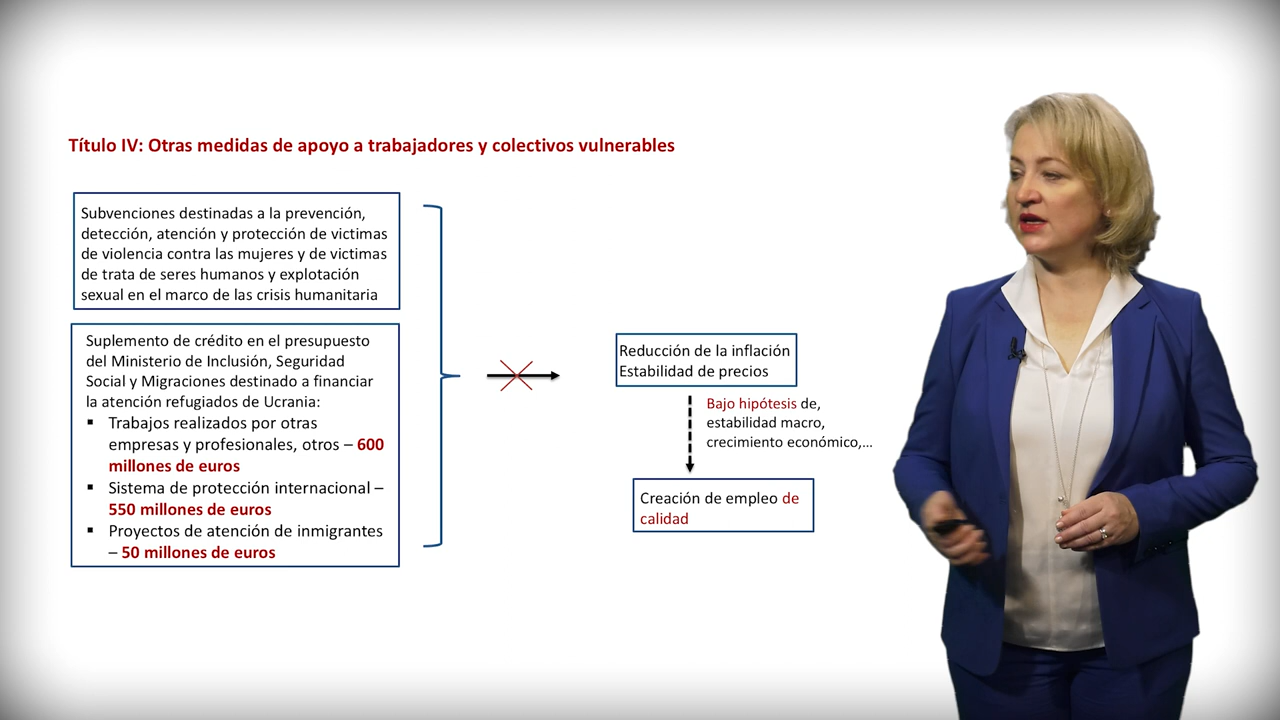 Título IV: Otras medidas de apoyo a trabajadores y colectivos vulnerables
Subvenciones destinadas a la prevención,
detección, atención y protección de víctimas
de violencia contra las mujeres y de víctimas
de trata de seres humanos y explotación
sexual en el marco de las crisis humanitaria
Suplemento de crédito en el presupuesto
del Ministerio de Inclusión, Seguridad
Social y Migraciones destinado a financiar
la atención refugiados de Ucrania:
▪ Trabajos realizados por otras
empresas y profesionales, otros – 600
millones de euros
▪ Sistema de protección internacional –
550 millones de euros
▪ Proyectos de atención de inmigrantes
– 50 millones de euros
Reducción de la inflación
Estabilidad de precios
Bajo hipótesis de,
estabilidad macro,
crecimiento económico,...
Creación de empleo de
calidad